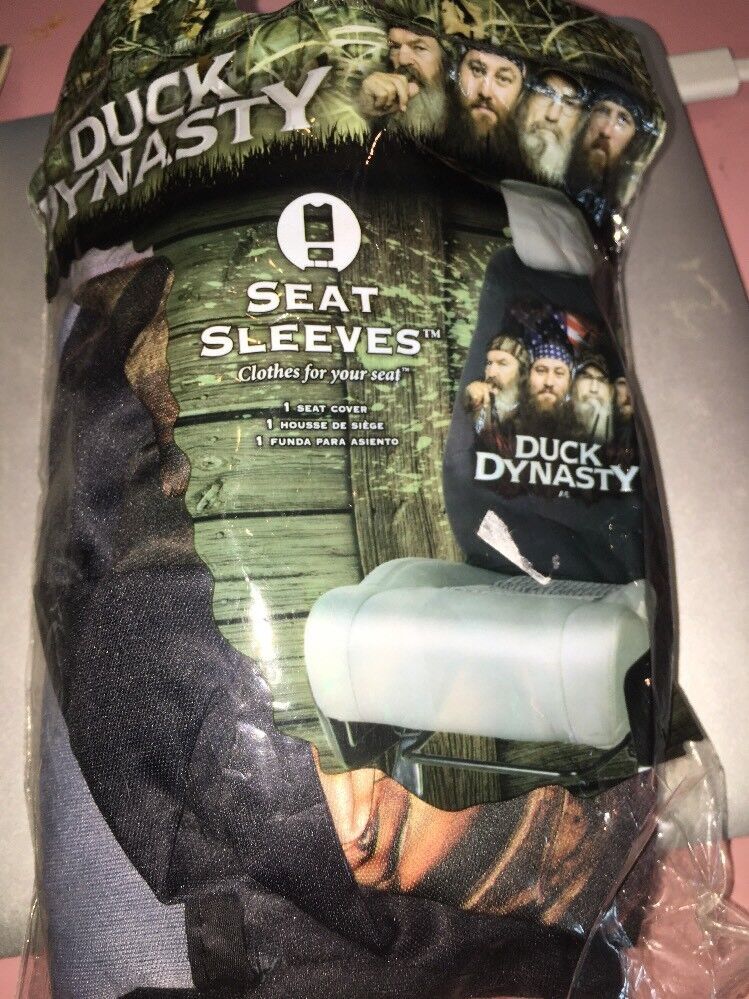 DUCK
DYNASTY
SEAT
SLEEVES™
Clothes for your seat™
1 SEAT COVER
1 HOUSSE DE SIÈGE
1 FUNDA PARA ASIENTO
DUCK
DYNASTY